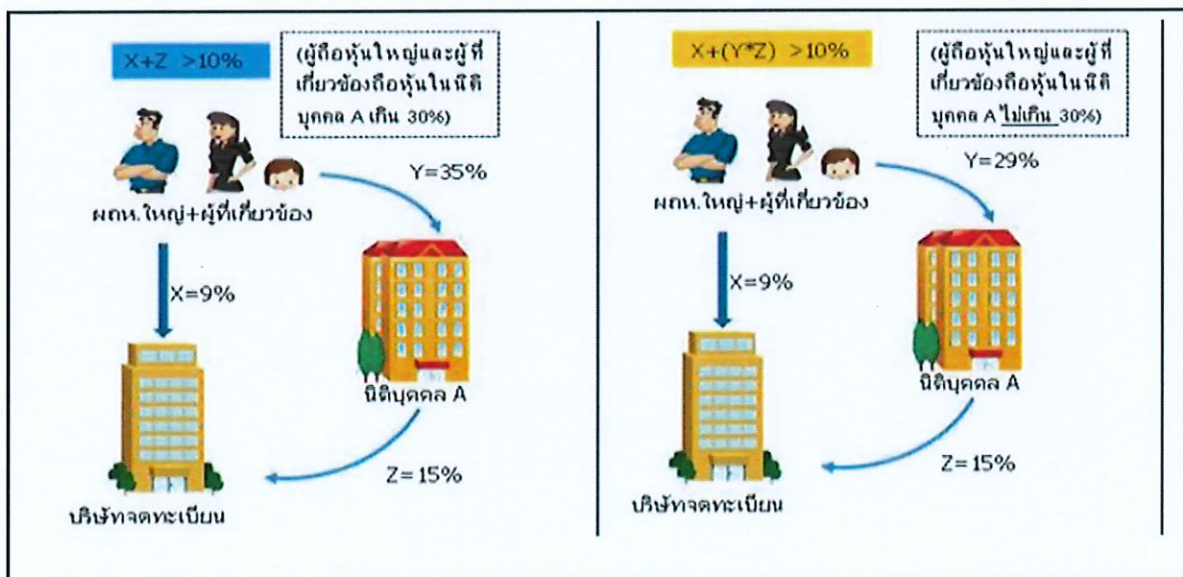 X+Z >10%
(ผู้ถือหุ้นใหญ่และผู้ที่
เกี่ยวข้องถือหุ้นในนิติ
บุคคล A เกิน 30%)
Y=35%
ผถห.ใหญ่+ผู้ที่เกี่ยวข้อง
X=9%
นิติบุคคล A
Z=15%
บริษัทจดทะเบียน
X+(Y*Z) >10%
(ผู้ถือหุ้นใหญ่และผู้ที่
เกี่ยวข้องถือหุ้นในนิติ
บุคคล A ไม่เกิน 30%)
Y=29%
ผถห.ใหญ่+ผู้ที่เกี่ยวข้อง
X=9%
นิติบุคคล A
Z=15%
บริษัทจดทะเบียน